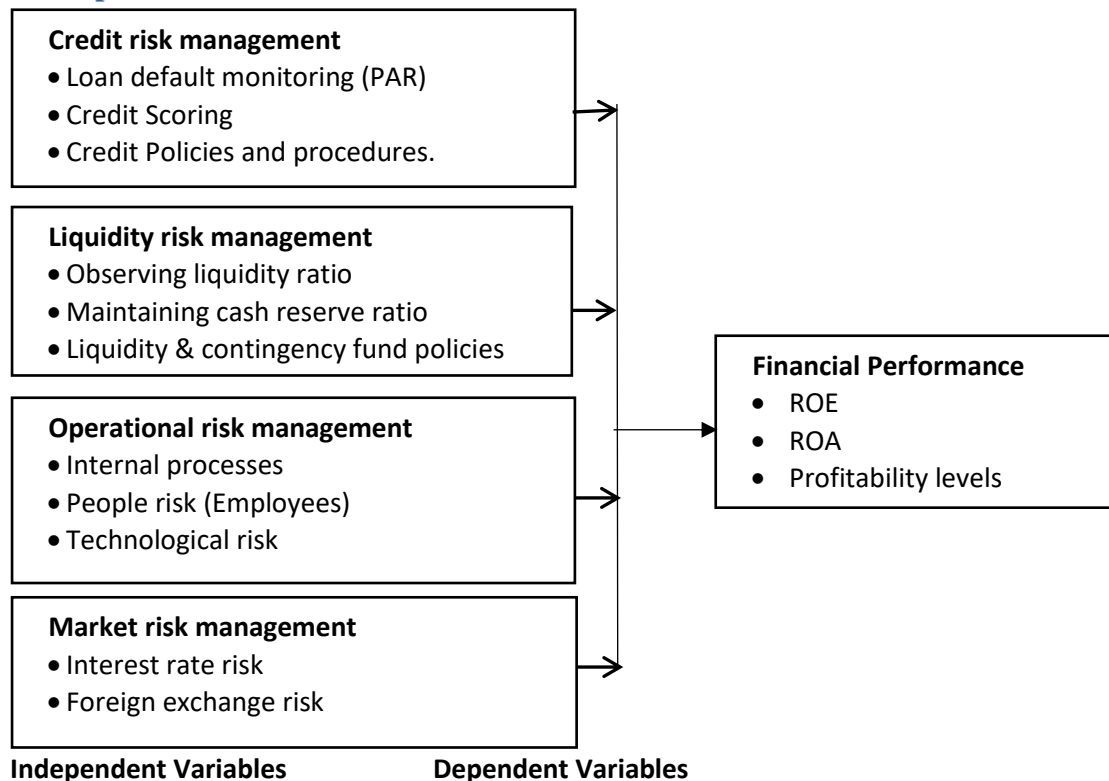 Credit risk management
• Loan default monitoring (PAR)
• Credit Scoring
• Credit Policies and procedures.
Liquidity risk management
• Observing liquidity ratio
• Maintaining cash reserve ratio
• Liquidity & contingency fund policies
Operational risk management
• Internal processes
• People risk (Employees)
• Technological risk
Market risk management
• Interest rate risk
• Foreign exchange risk
Financial Performance
• ROE
• ROA
• Profitability levels
Independent Variables
Dependent Variables